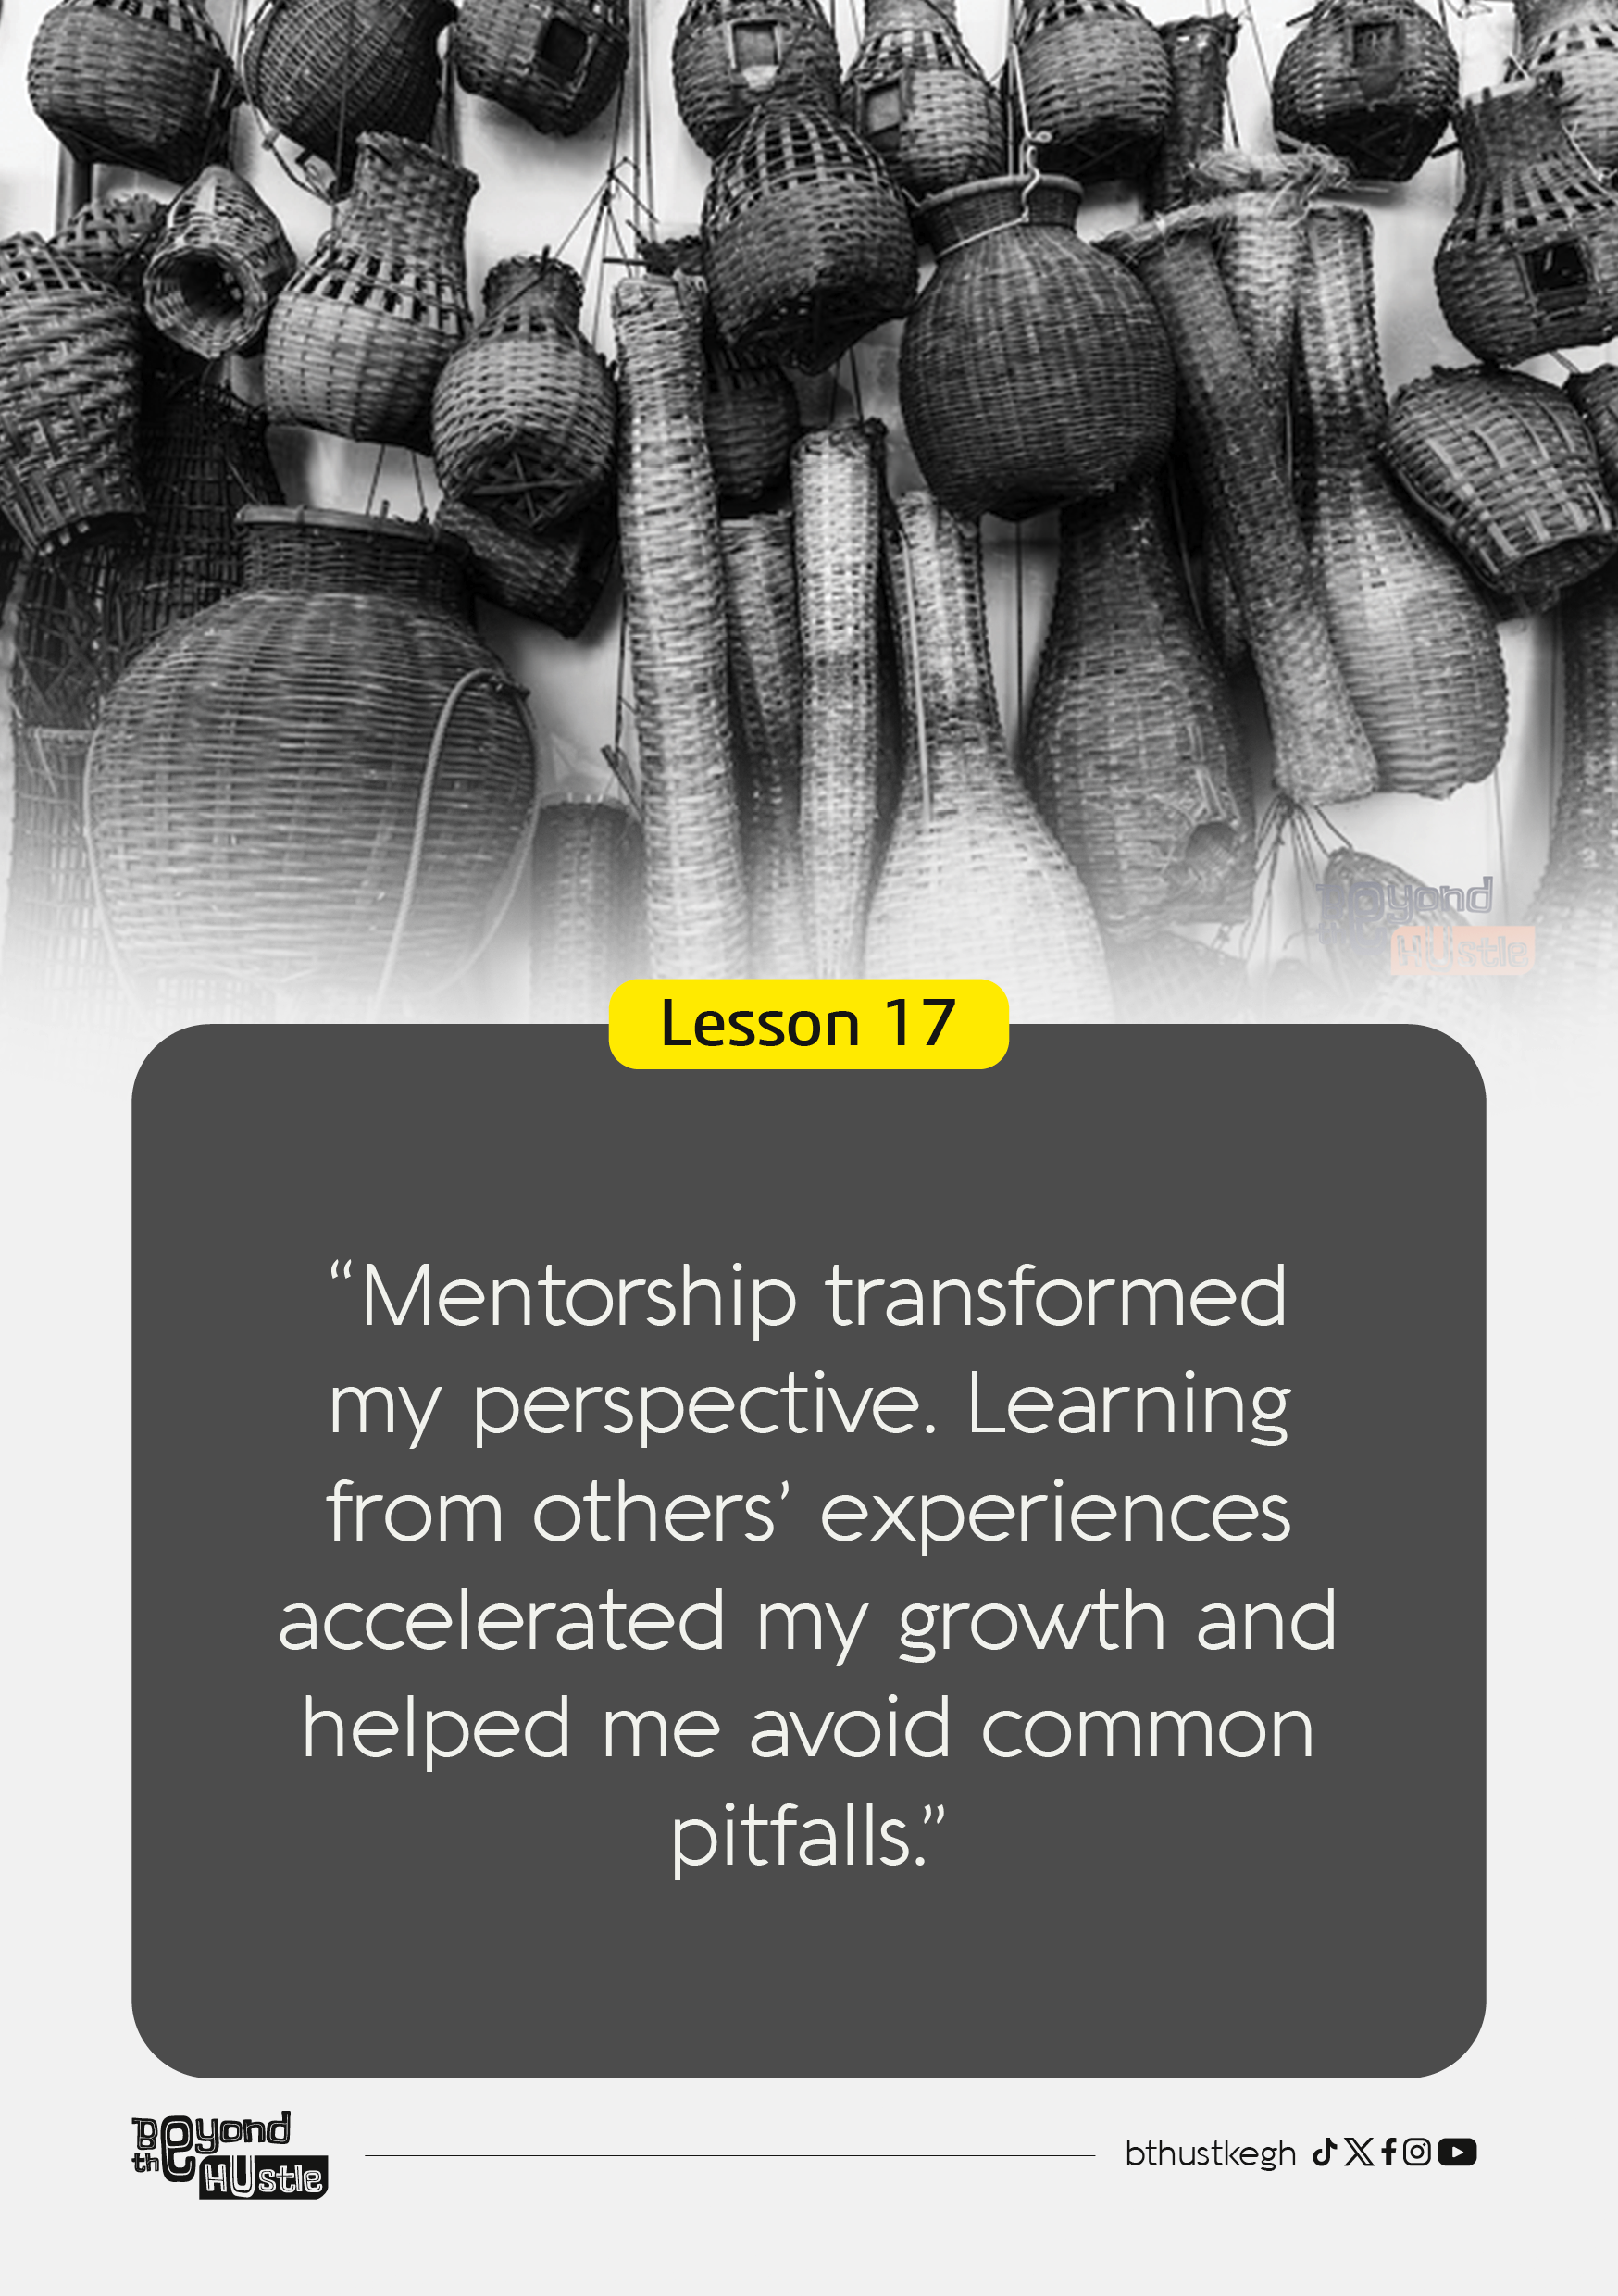 Beyond
Hustle
Lesson 17
“Mentorship transformed
my perspective. Learning
from others’ experiences
accelerated my growth and
helped me avoid common
pitfalls.”
Beyond
the HUstle
bthustkegh